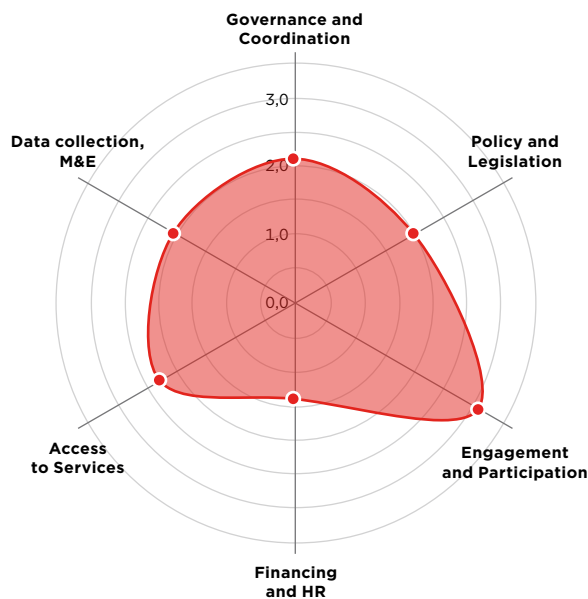 Governance and
Coordination
3,0
Data collection,
M&E
Policy and
Legislation
2,0
1,0
0,0
Access
to Services
Engagement
and Participation
Financing
and HR